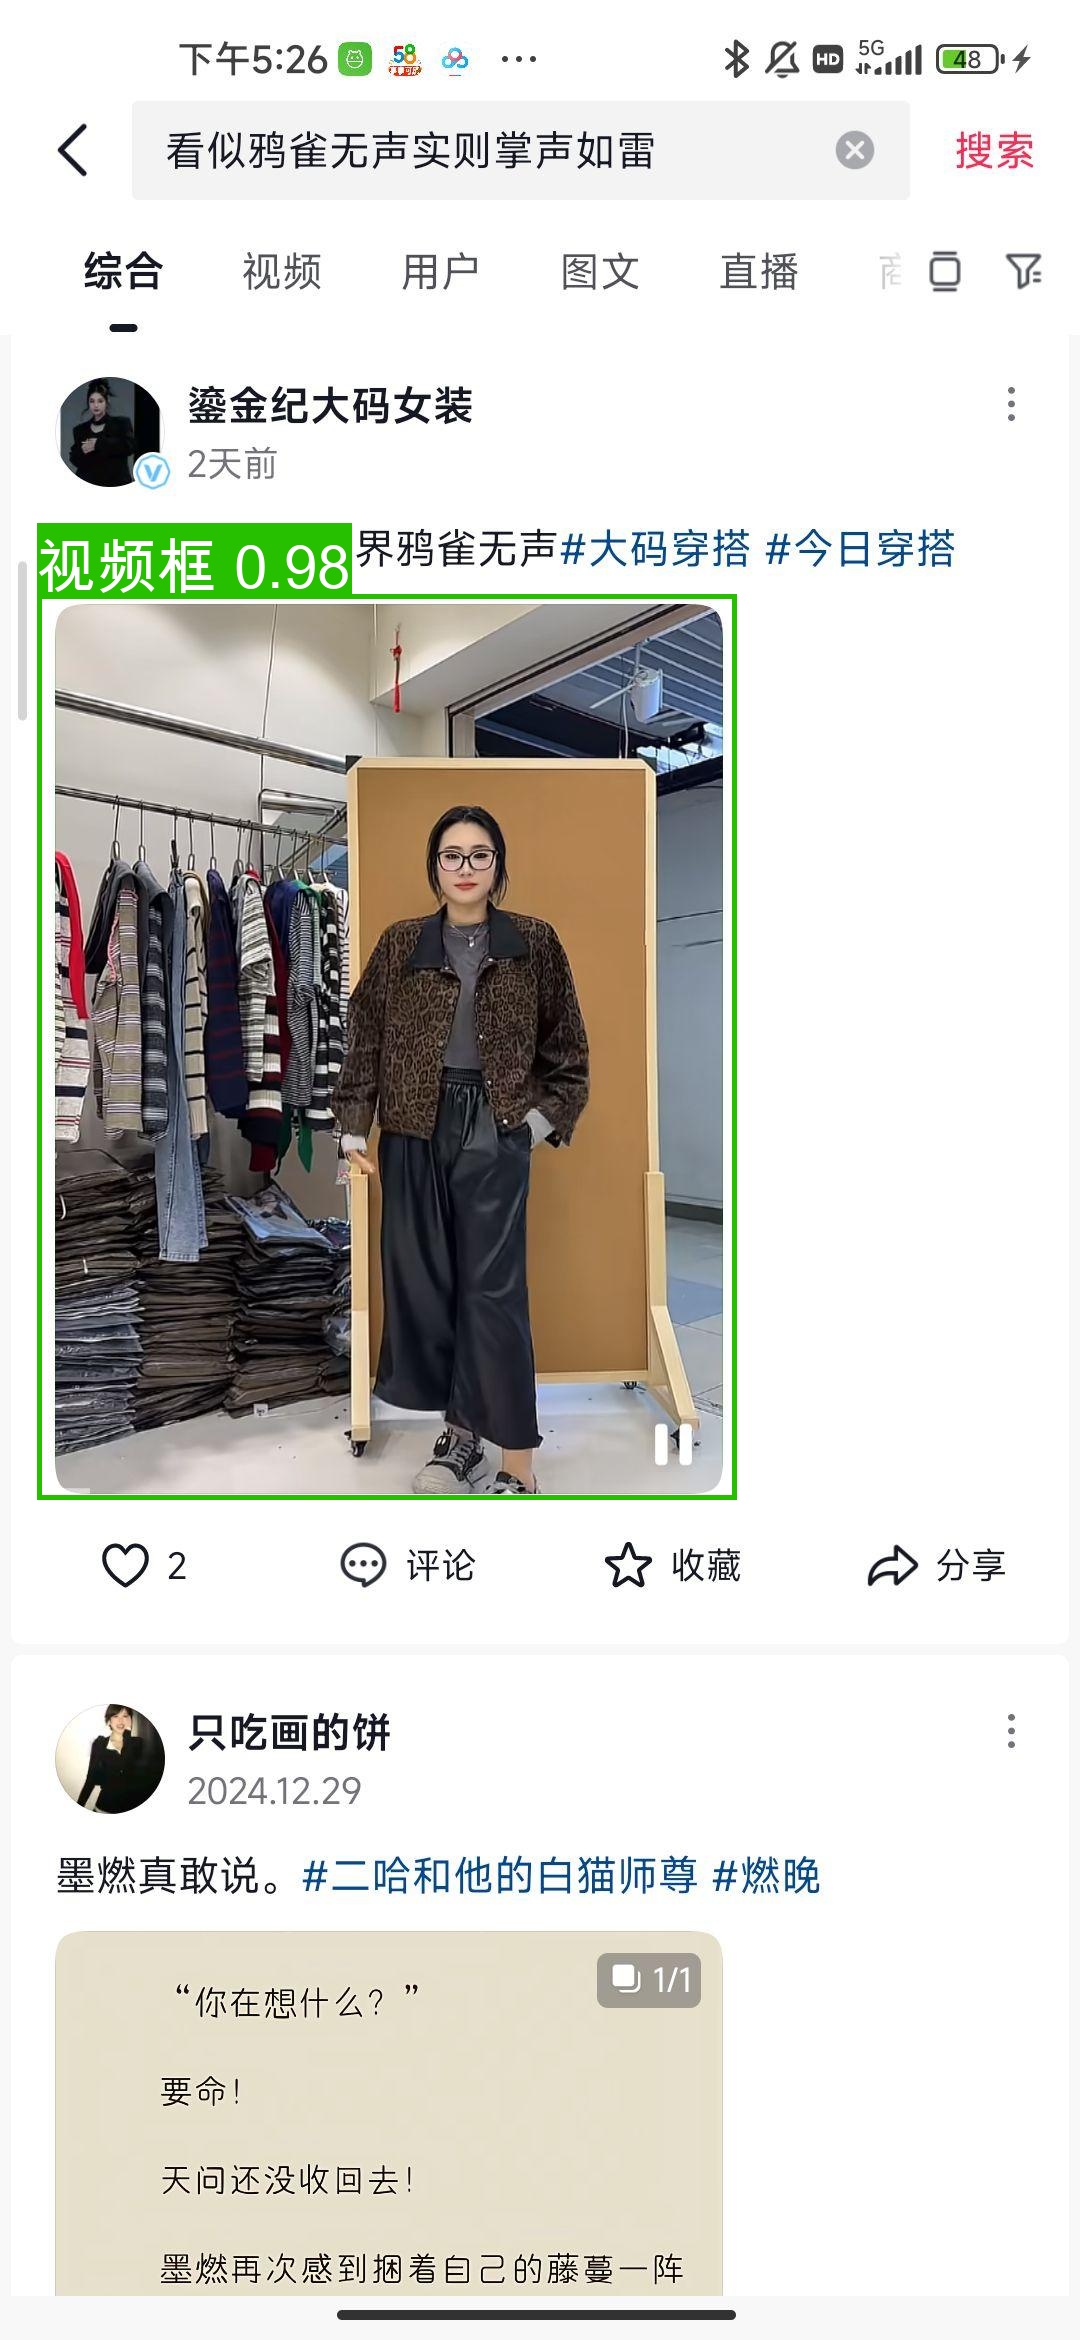 下午5:26
58
HD
5G
48
看似鸦雀无声实则掌声如雷
搜索
综合
视频
用户
图文
直播
鎏金纪大码女装
2天前
视频框 0.98
界鸦雀无声#大码穿搭 #今日穿搭
2
评论
收藏
分享
只吃画的饼
2024.12.29
墨燃真敢说。#二哈和他的白猫师尊 #燃晚
1/1
“你在想什么？”
要命！
天问还没收回去！
墨燃再次感到捆着自己的藤蔓一阵